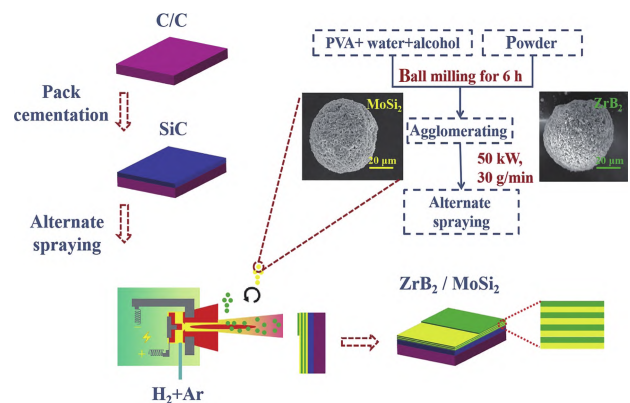 C/C
Pack
cementation
SiC
Alternate
spraying
H₂+Ar
PVA+ water+alcohol
Powder
Ball milling for 6 h
MoSi₂
20 µm
ZrB₂
Agglomerating
50 kW,
30 g/min
Alternate
spraying
ZrB₂ / MoSi₂